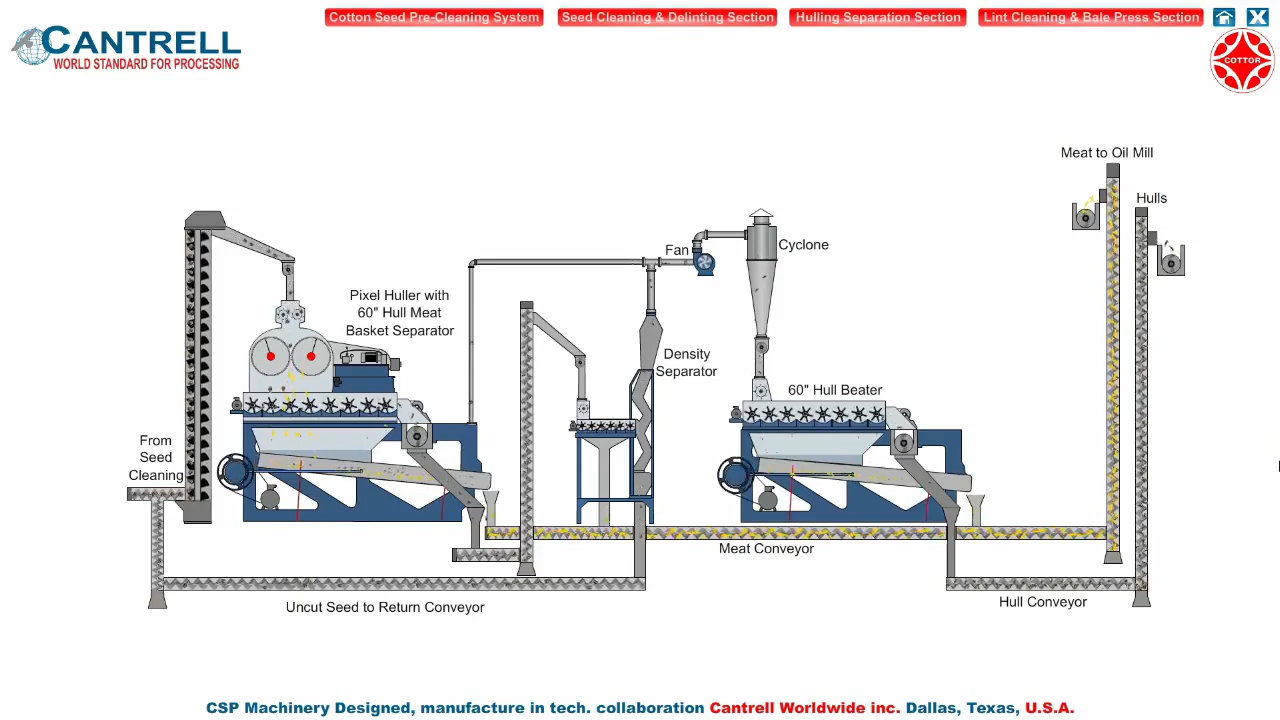 Cotton Seed Pre-Cleaning System
Seed Cleaning & Delinting Section
Hulling Separation Section
Lint Cleaning & Bale Press Section
CANTRELL
WORLD STANDARD FOR PROCESSING
COTTOR
Meat to Oil Mill
Hulls
Fan
Cyclone
Pixel Huller with
60" Hull Meat
Basket Separator
Density
Separator
60" Hull Beater
From
Seed
Cleaning
Meat Conveyor
Uncut Seed to Return Conveyor
Hull Conveyor
CSP Machinery Designed, manufacture in tech. collaboration Cantrell Worldwide inc. Dallas, Texas, U.S.A.